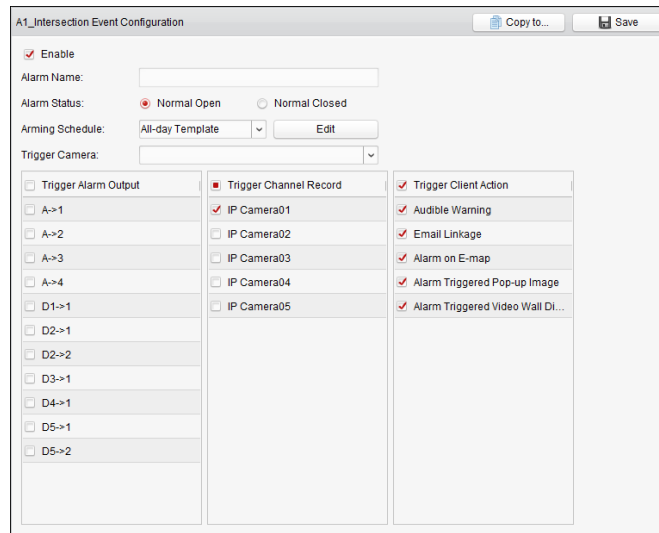 A1_Intersection Event Configuration
Copy to...
Save
Enable
Alarm Name:
Alarm Status:
Normal Open
Normal Closed
Arming Schedule:
All-day Template
Edit
Trigger Camera:
Trigger Alarm Output
A->1
A->2
A->3
A->4
D1->1
D2->1
D2->2
D3->1
D4->1
D5->1
D5->2
Trigger Channel Record
IP Camera01
IP Camera02
IP Camera03
IP Camera04
IP Camera05
Trigger Client Action
Audible Warning
Email Linkage
Alarm on E-map
Alarm Triggered Pop-up Image
Alarm Triggered Video Wall Di...